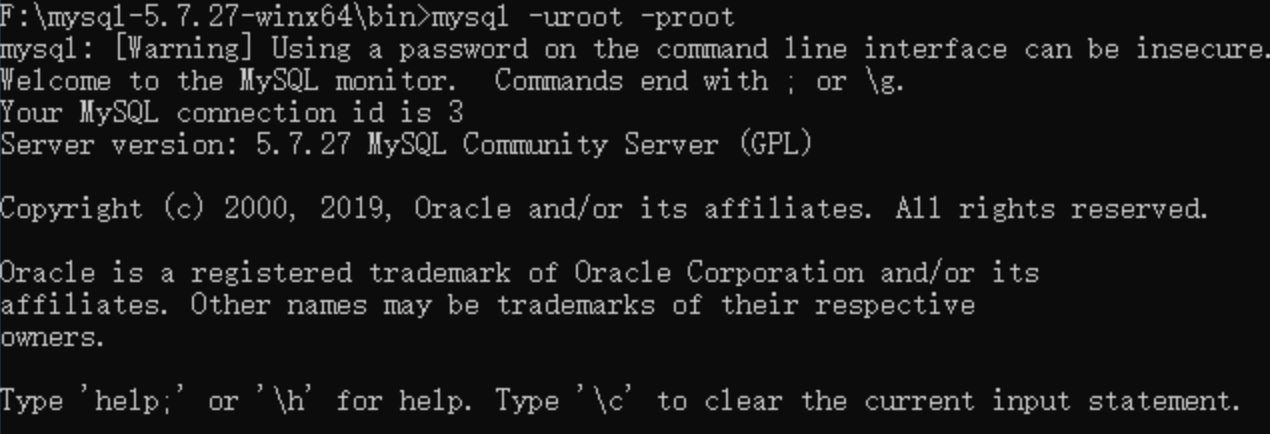 F:\mysql-5.7.27-winx64\bin>mysql -uroot -proot
mysql: [Warning] Using a password on the command line interface can be insecure.
Welcome to the MySQL monitor.  Commands end with ; or \g.
Your MySQL connection id is 3
Server version: 5.7.27 MySQL Community Server (GPL)
Copyright (c) 2000, 2019, Oracle and/or its affiliates. All rights reserved.
Oracle is a registered trademark of Oracle Corporation and/or its
affiliates. Other names may be trademarks of their respective
owners.
Type 'help;' or '\h' for help. Type '\c' to clear the current input statement.